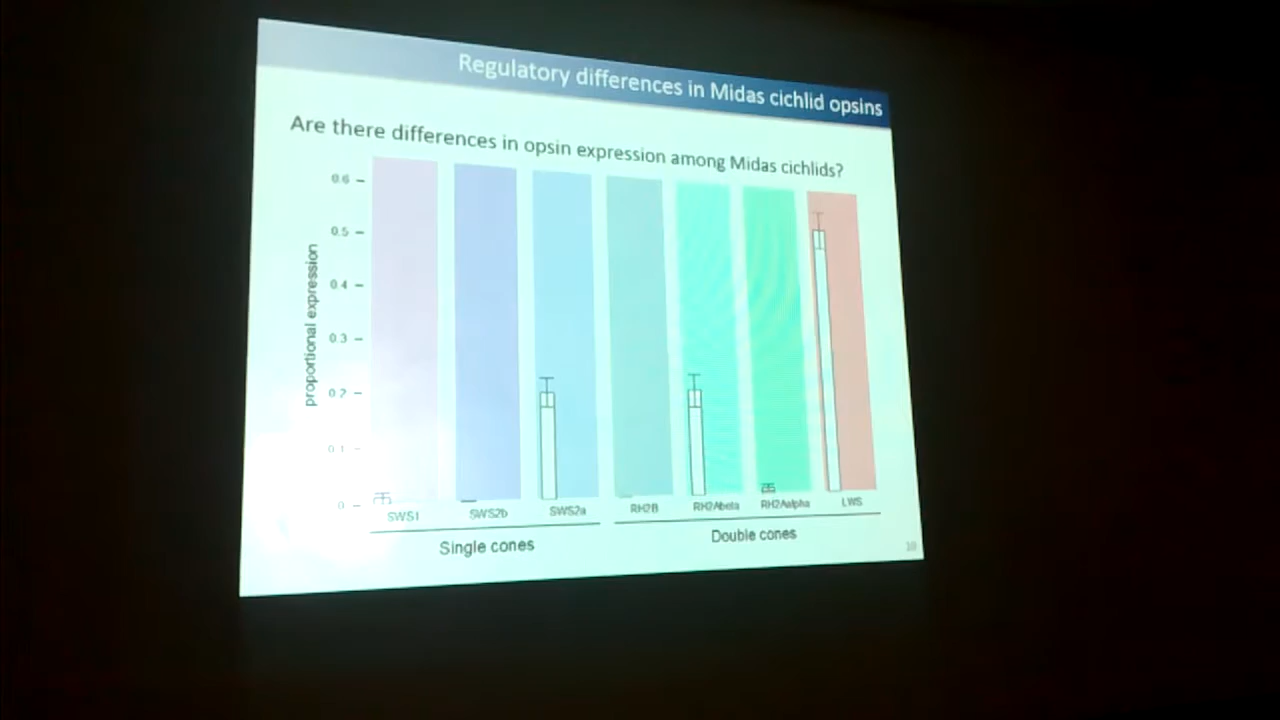 Regulatory differences in Midas cichlid opsins
Are there differences in opsin expression among Midas cichlids?
proportional expression
0.6
0.5
0.4
0.3
0.2
0.1
0
SWS1
SWS2b
SWS2a
RH2B
RH2Abeta
RH2Aalpha
LWS
Single cones
Double cones